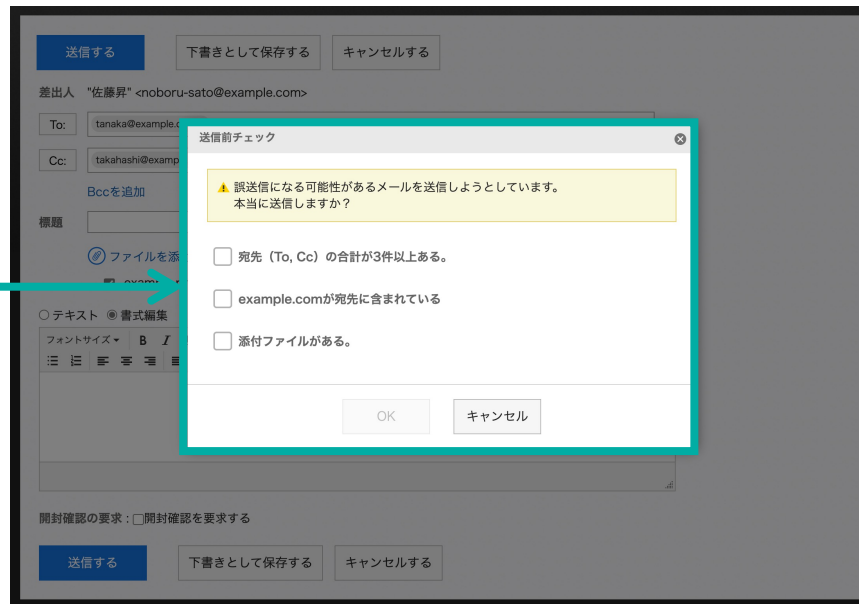 送信する 下書きとして保存する キャンセルする
差出人 "佐藤昇" <noboru-sato@example.com>
To: tanaka@example.c
送信前チェック
Cc: takahashi@examp
⚠ 誤送信になる可能性があるメールを送信しようとしています。
本当に送信しますか？
Bccを追加
標題
ファイルを添
宛先（To, Cc）の合計が3件以上ある。
example.comが宛先に含まれている
テキスト 書式編集
フォントサイズ B I
添付ファイルがある。
OK キャンセル
開封確認の要求 : 開封確認を要求する
送信する 下書きとして保存する キャンセルする